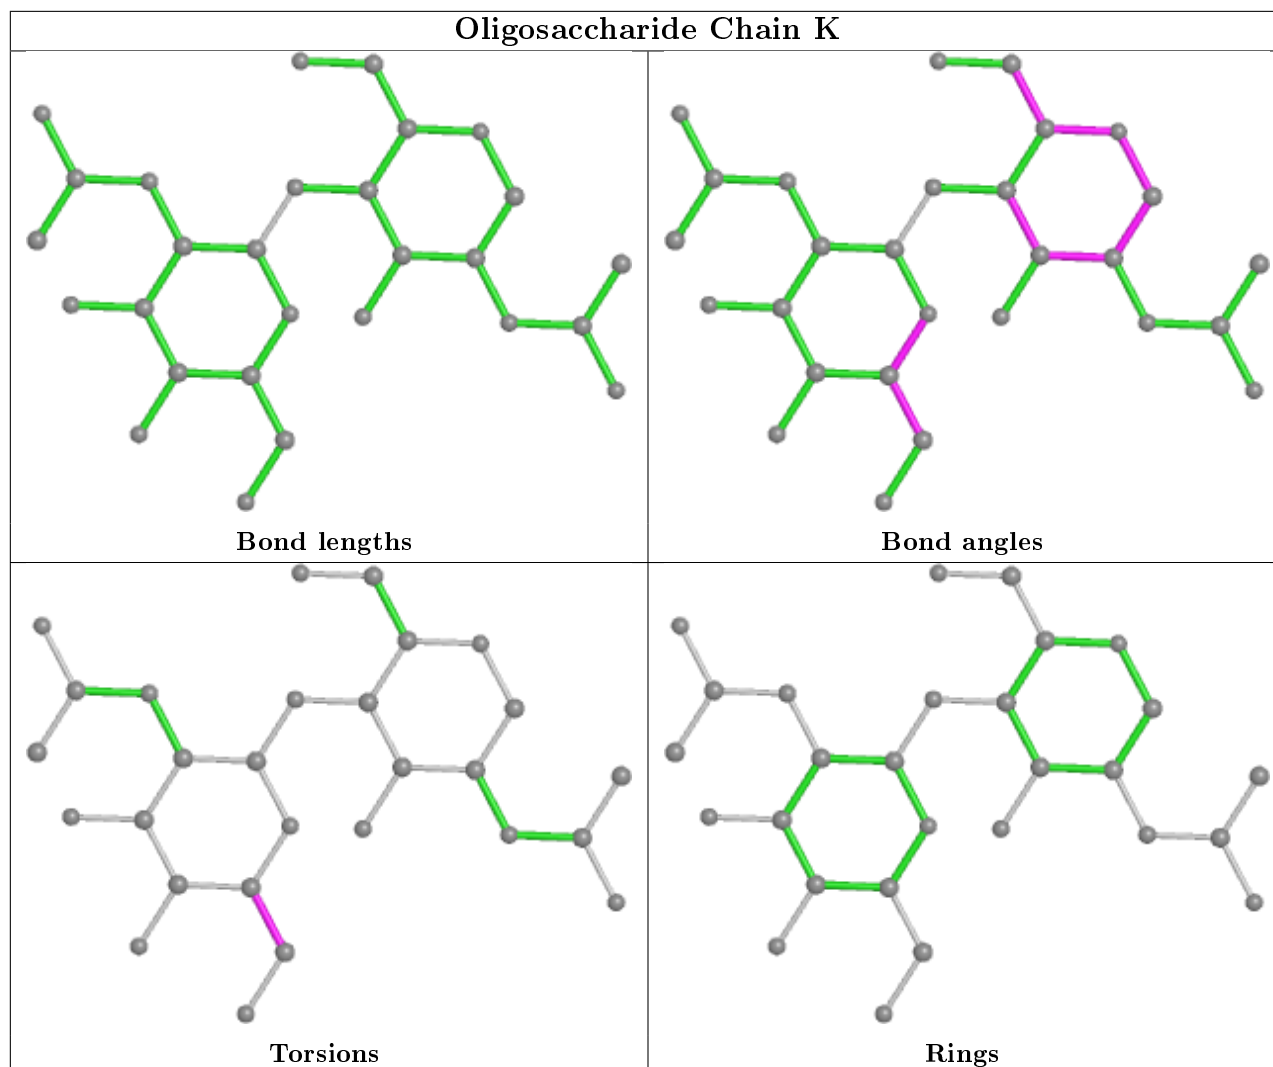 Oligosaccharide Chain K
Bond lengths
Bond angles
Torsions
Rings